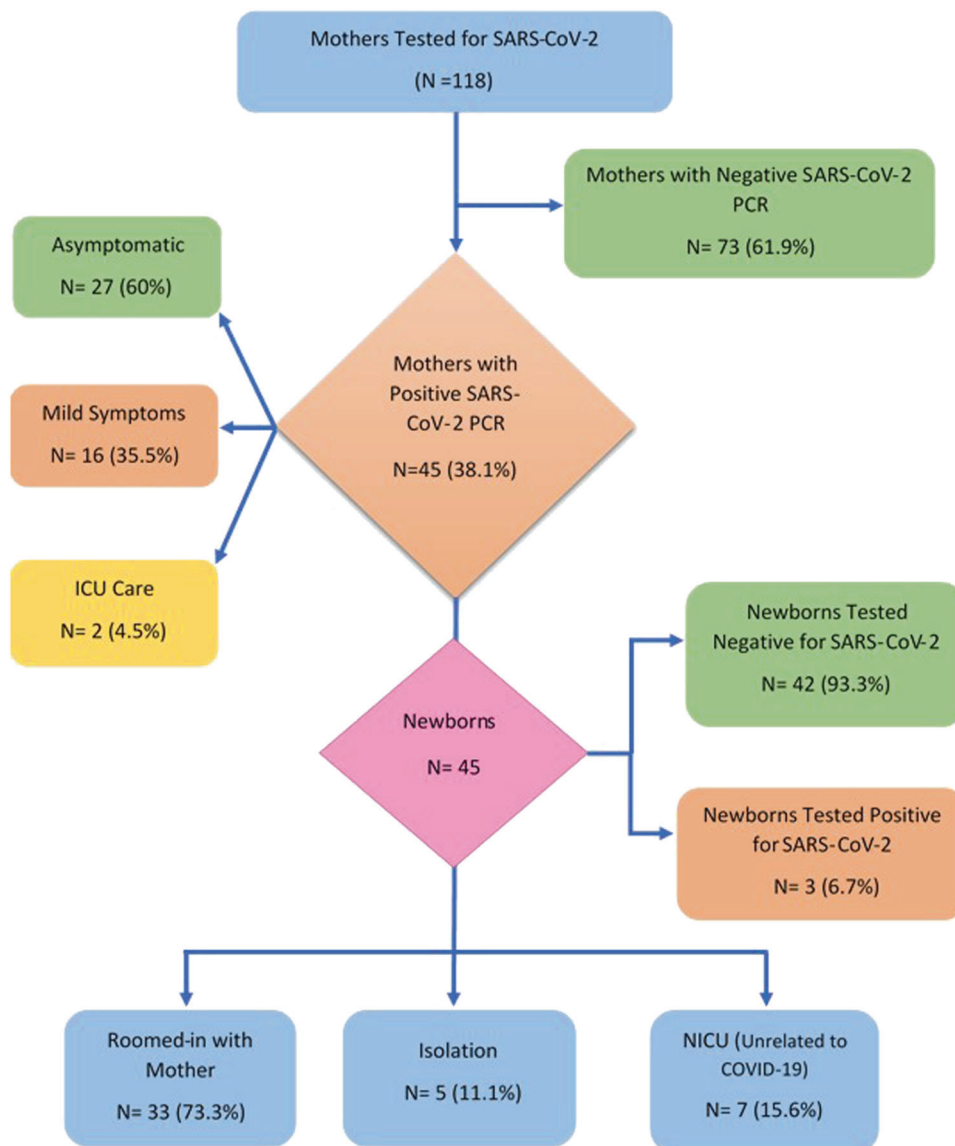 Mothers Tested for SARS-CoV-2
(N =118)
Mothers with Negative SARS-CoV-2
PCR
N= 73 (61.9%)
Asymptomatic
N= 27 (60%)
Mothers with
Positive SARS-
CoV-2 PCR
N=45 (38.1%)
Mild Symptoms
N= 16 (35.5%)
ICU Care
N= 2 (4.5%)
Newborns Tested
Negative for SARS-CoV-2
N= 42 (93.3%)
Newborns
N= 45
Newborns Tested Positive
for SARS-CoV-2
N= 3 (6.7%)
Roomed-in with
Mother
N= 33 (73.3%)
Isolation
N= 5 (11.1%)
NICU (Unrelated to
COVID-19)
N= 7 (15.6%)